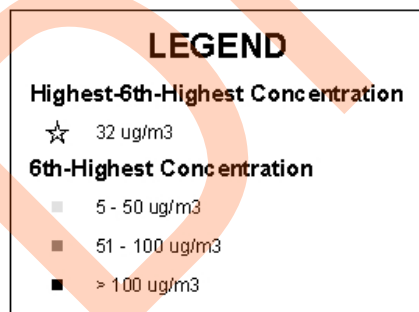 LEGEND
Highest-6th-Highest Concentration
32 ug/m3
6th-Highest Concentration
5 - 50 ug/m3
51 - 100 ug/m3
> 100 ug/m3